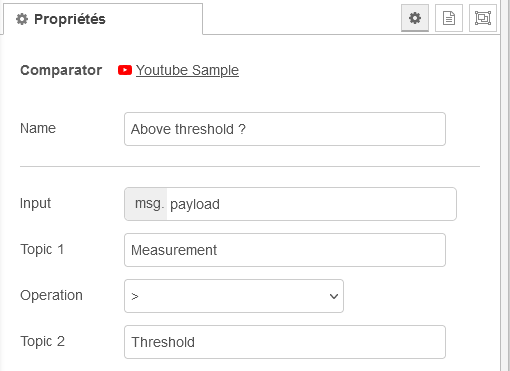 Propriétés
Comparator Youtube Sample
Name Above threshold ?
Input msg. payload
Topic 1 Measurement
Operation >
Topic 2 Threshold